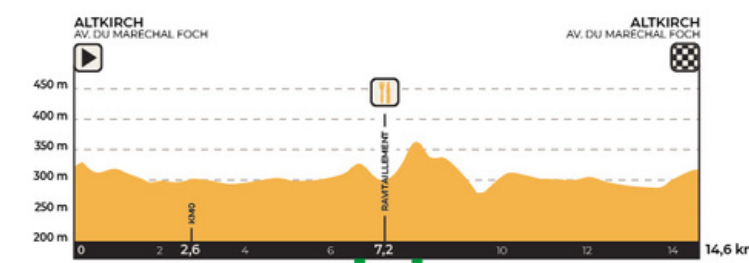 ALTKIRCH
AV. DU MARÉCHAL FOCH
ALTKIRCH
AV. DU MARÉCHAL FOCH
450 m
400 m
350 m
300 m
250 m
200 m
RAVITAILLEMENT
KM0
0 2 2,6 4 6 7,2 10 12 14 14,6 km